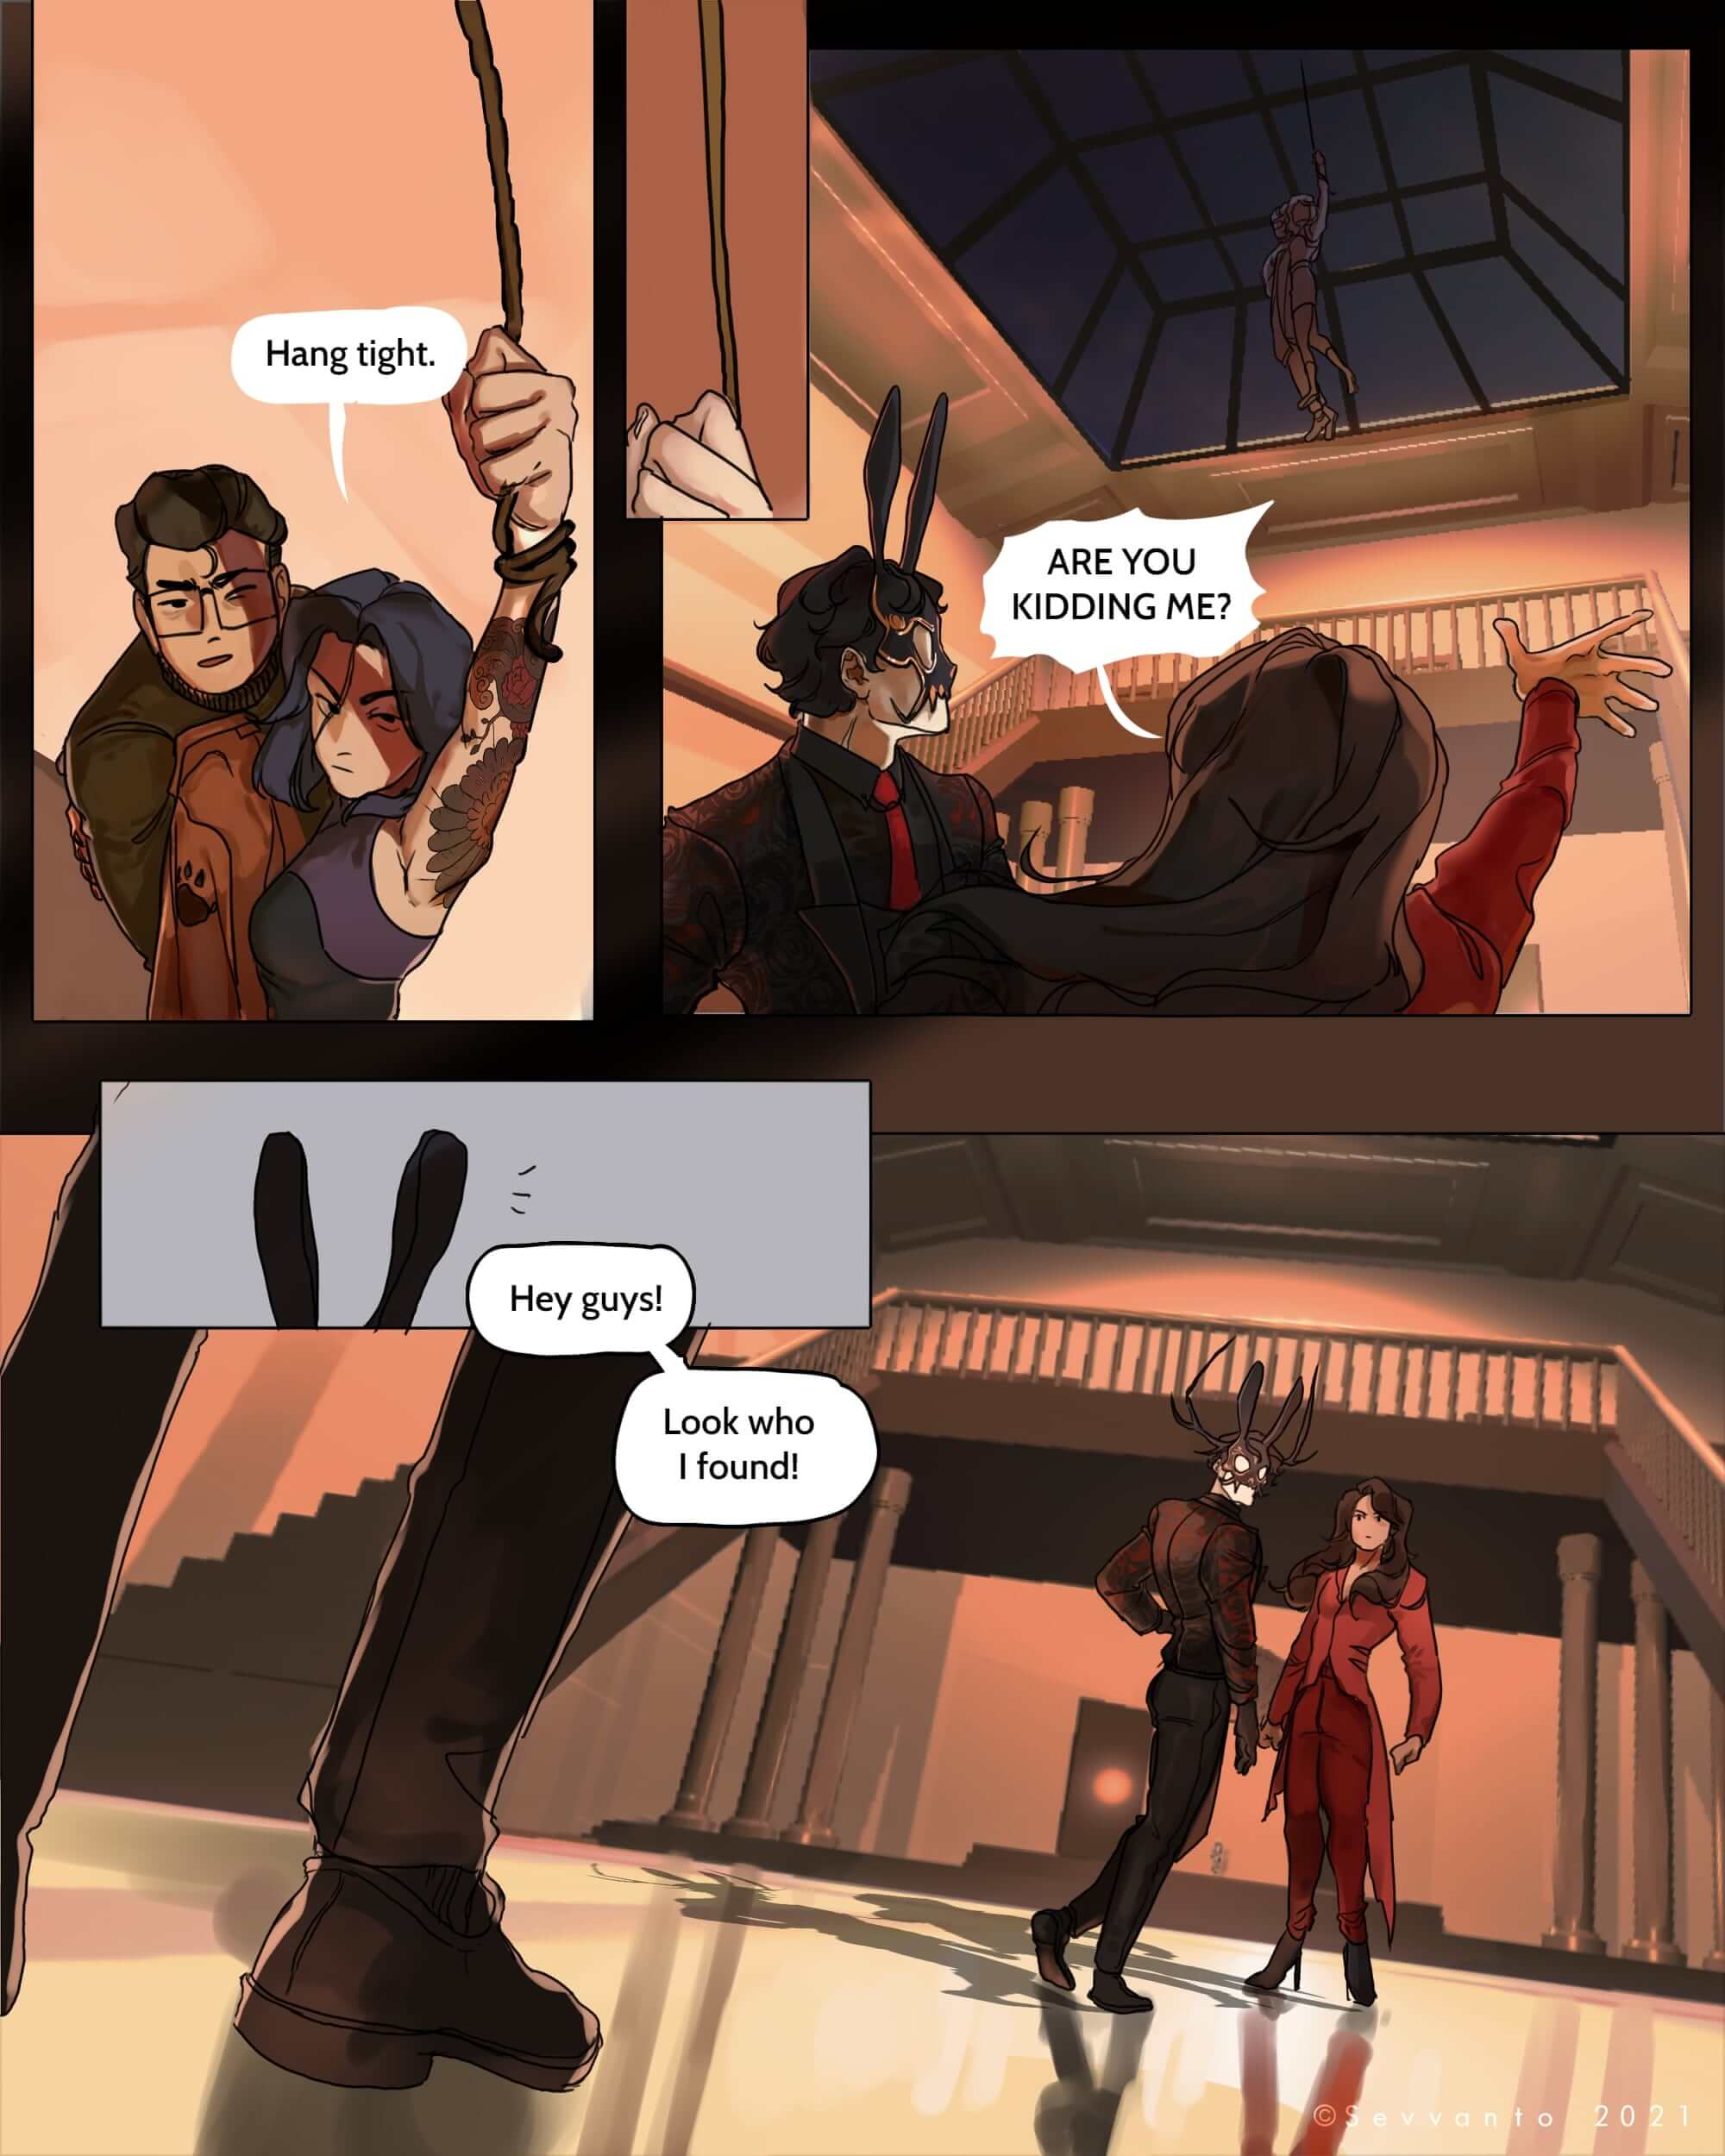 Hang tight.
ARE YOU
KIDDING ME?
Hey guys!
Look who
I found!
©Sevvanto 2021